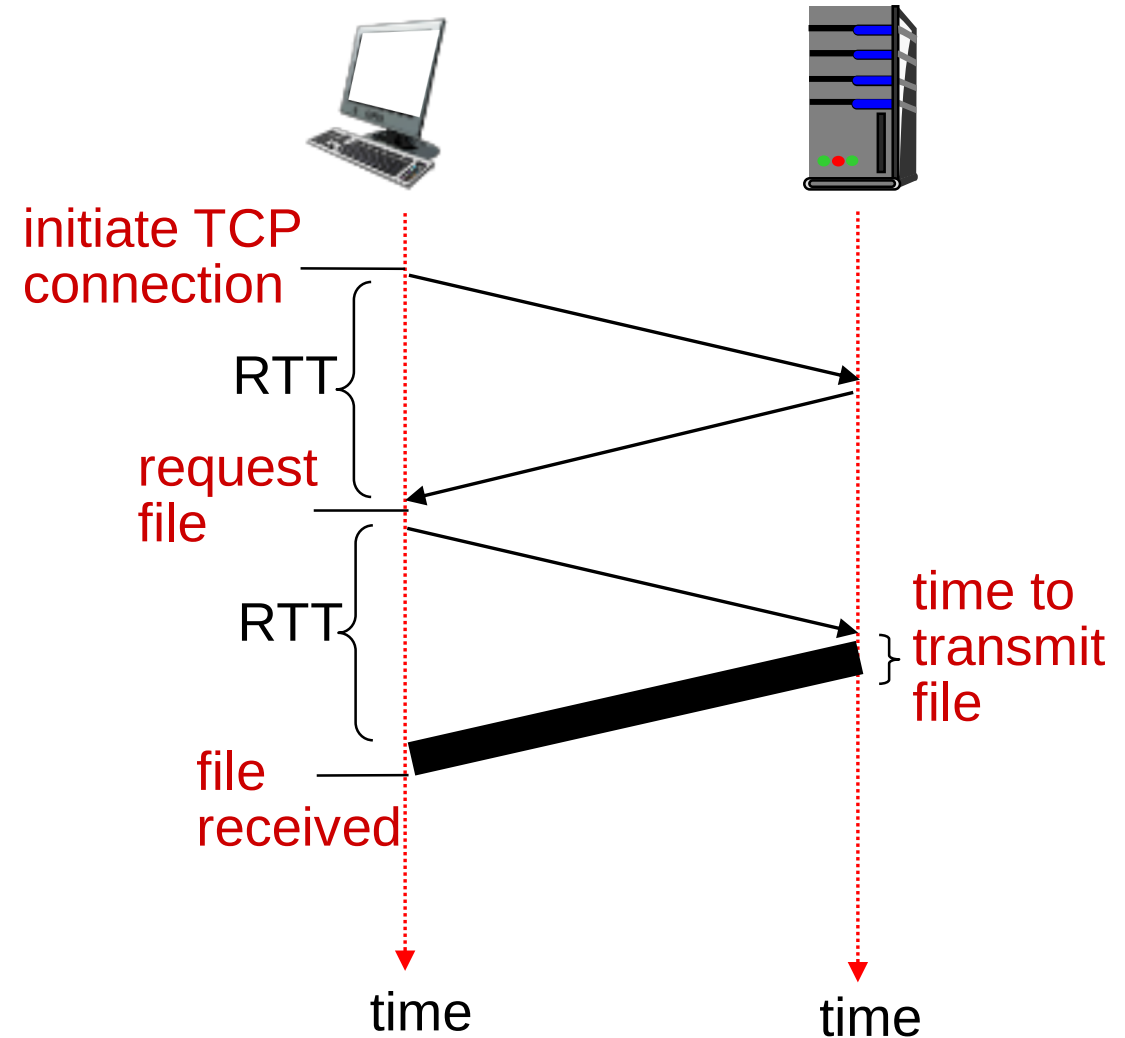 initiate TCP
connection
RTT
request
file
RTT
time to
transmit
file
file
received
time
time